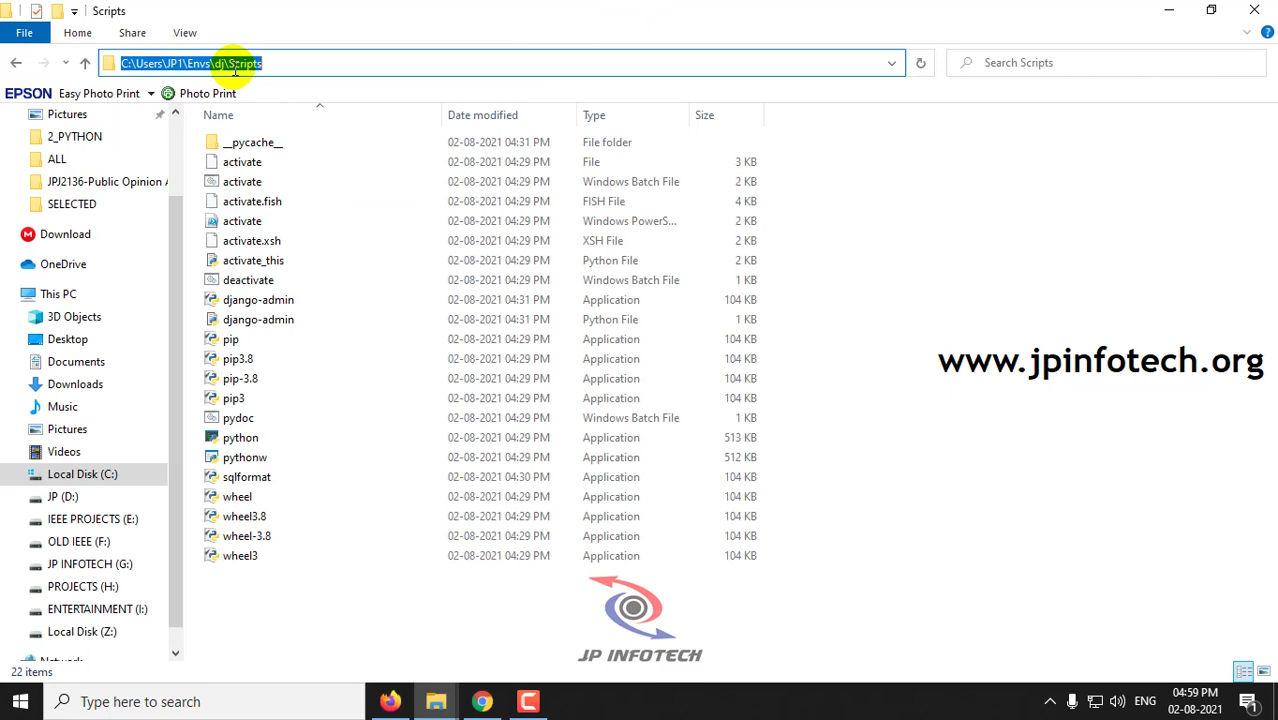 Scripts
File Home Share View
C:\Users\JP1\Envs\dj\Scripts
Search Scripts
EPSON Easy Photo Print Photo Print
Pictures
2_PYTHON
ALL
JPJ2136-Public Opinion A
SELECTED
Download
OneDrive
This PC
3D Objects
Desktop
Documents
Downloads
Music
Pictures
Videos
Local Disk (C:)
JP (D:)
IEEE PROJECTS (E:)
OLD IEEE (F:)
JP INFOTECH (G:)
PROJECTS (H:)
ENTERTAINMENT (I:)
Local Disk (Z:)
Name Date modified Type Size
__pycache__ 02-08-2021 04:31 PM File folder
activate 02-08-2021 04:29 PM File 3 KB
activate 02-08-2021 04:29 PM Windows Batch File 2 KB
activate.fish 02-08-2021 04:29 PM FISH File 4 KB
activate 02-08-2021 04:29 PM Windows PowerS... 2 KB
activate.xsh 02-08-2021 04:29 PM XSH File 2 KB
activate_this 02-08-2021 04:29 PM Python File 2 KB
deactivate 02-08-2021 04:29 PM Windows Batch File 1 KB
django-admin 02-08-2021 04:31 PM Application 104 KB
django-admin 02-08-2021 04:31 PM Python File 1 KB
pip 02-08-2021 04:29 PM Application 104 KB
pip3.8 02-08-2021 04:29 PM Application 104 KB
pip-3.8 02-08-2021 04:29 PM Application 104 KB
pip3 02-08-2021 04:29 PM Application 104 KB
pydoc 02-08-2021 04:29 PM Windows Batch File 1 KB
python 02-08-2021 04:29 PM Application 513 KB
pythonw 02-08-2021 04:29 PM Application 512 KB
sqlformat 02-08-2021 04:30 PM Application 104 KB
wheel 02-08-2021 04:29 PM Application 104 KB
wheel3.8 02-08-2021 04:29 PM Application 104 KB
wheel-3.8 02-08-2021 04:29 PM Application 104 KB
wheel3 02-08-2021 04:29 PM Application 104 KB
www.jpinfotech.org
JP INFOTECH
22 items
Type here to search
ENG
04:59 PM
02-08-2021
1